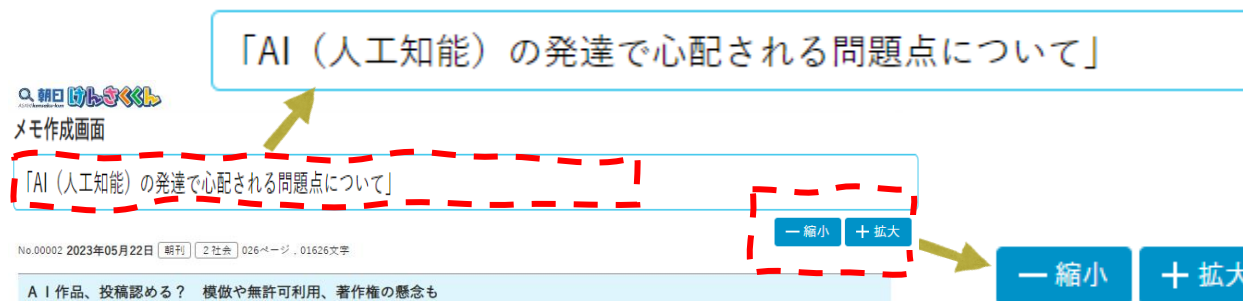 「AI（人工知能）の発達で心配される問題点について」
朝日けんさくくん
メモ作成画面
「AI（人工知能）の発達で心配される問題点について」
ー縮小 ＋拡大
No.00002 2023年05月22日 朝刊 2社会 026ページ , 01626文字
ー縮小 ＋拡大
ＡＩ作品、投稿認める？　模倣や無許可利用、著作権の懸念も